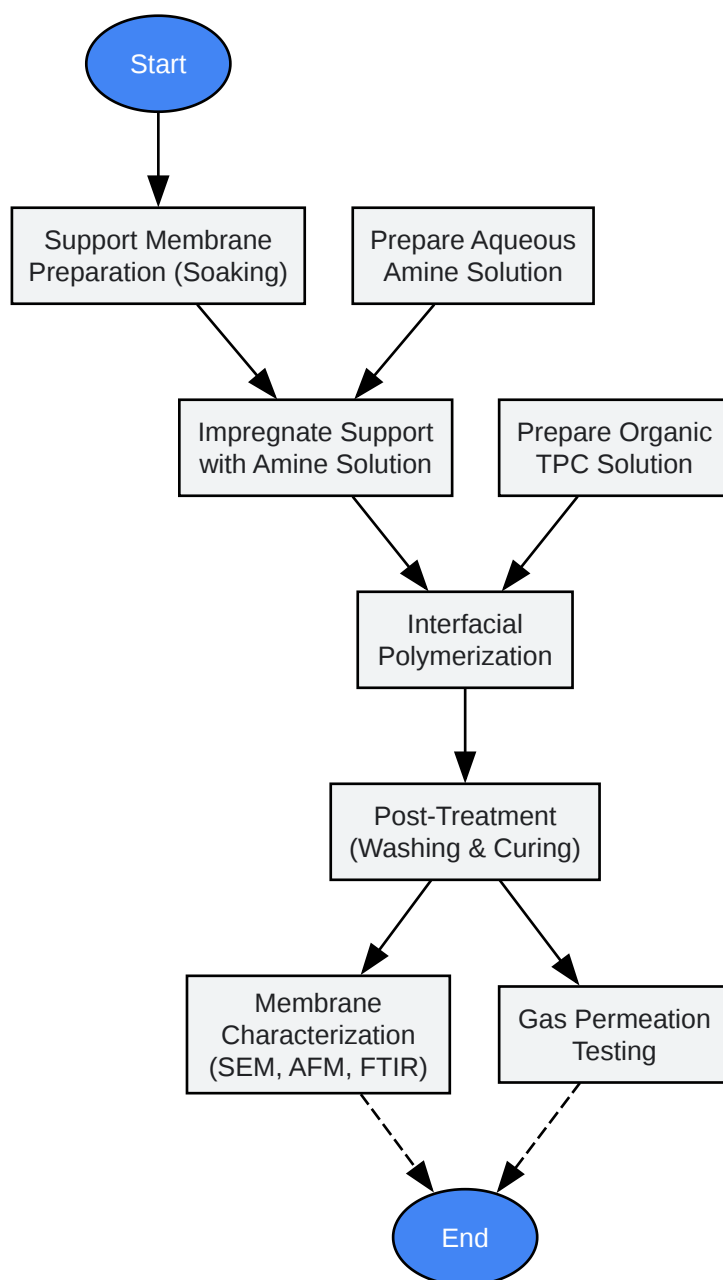 Start
Support Membrane
Preparation (Soaking)
Prepare Aqueous
Amine Solution
Impregnate Support
with Amine Solution
Prepare Organic
TPC Solution
Interfacial
Polymerization
Post-Treatment
(Washing & Curing)
Membrane
Characterization
(SEM, AFM, FTIR)
Gas Permeation
Testing
End